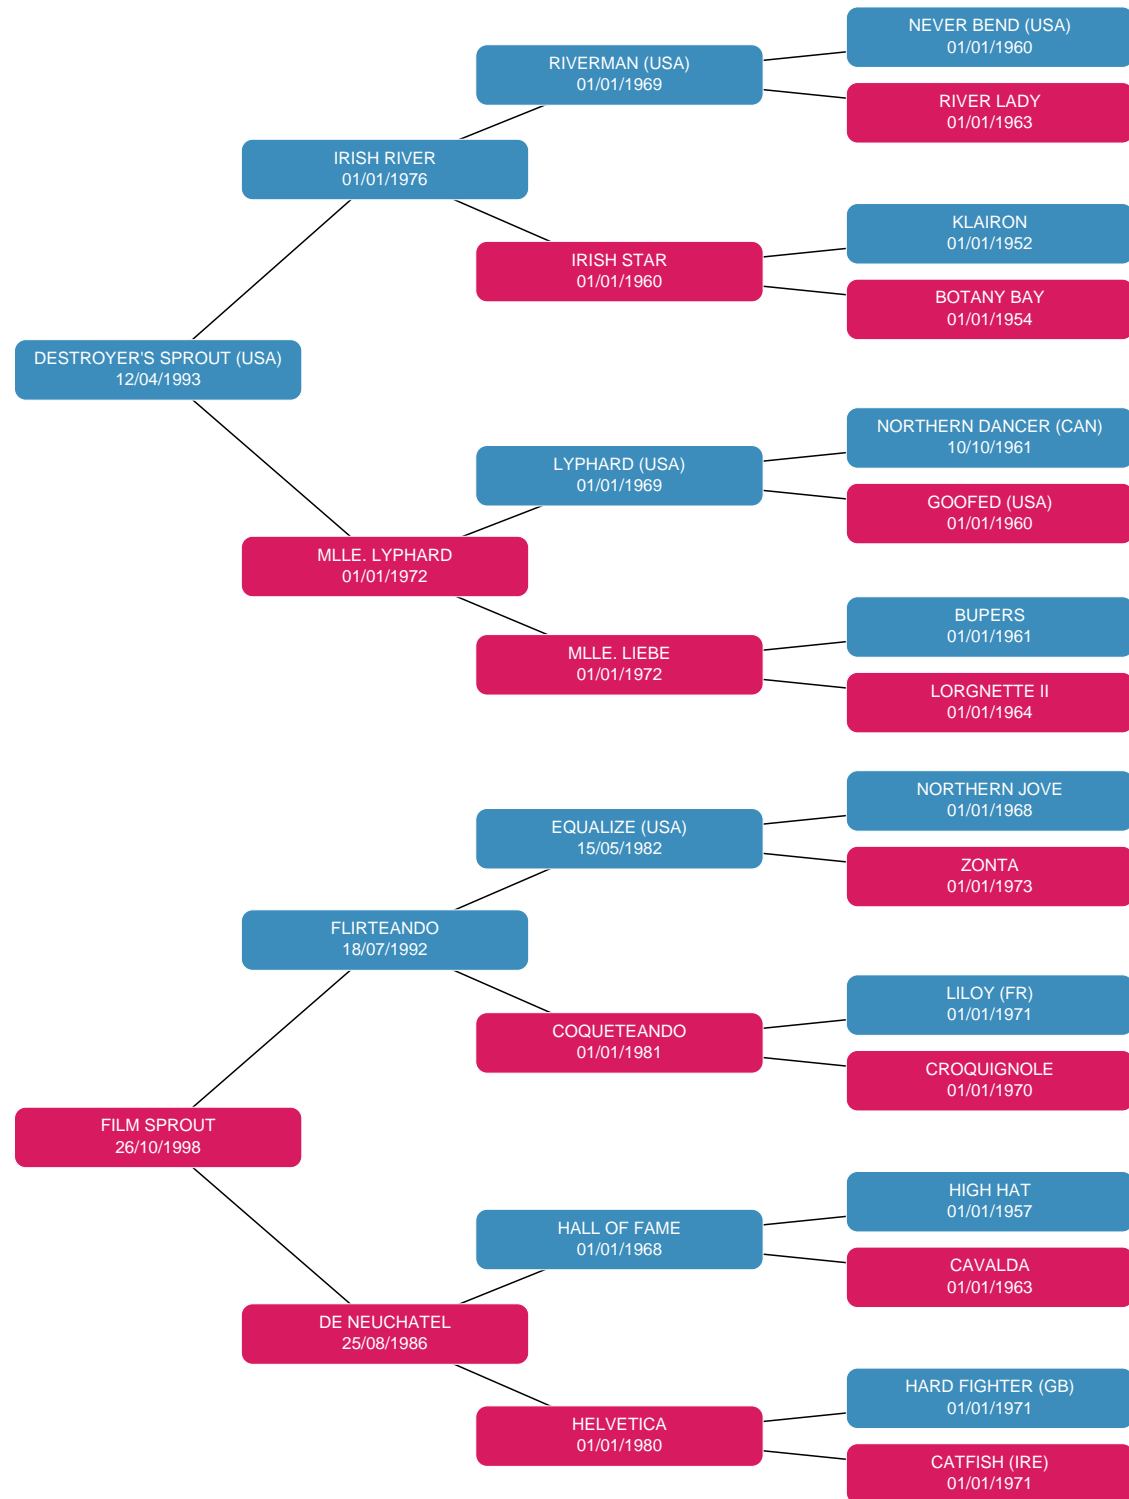 NEVER BEND (USA)
01/01/1960
RIVERMAN (USA)
01/01/1969
RIVER LADY
01/01/1963
IRISH RIVER
01/01/1976
KLAIRON
01/01/1952
IRISH STAR
01/01/1960
BOTANY BAY
01/01/1954
DESTROYER'S SPROUT (USA)
12/04/1993
NORTHERN DANCER (CAN)
10/10/1961
LYPHARD (USA)
01/01/1969
GOOFED (USA)
01/01/1960
MLLE. LYPHARD
01/01/1972
BUPERS
01/01/1961
MLLE. LIEBE
01/01/1972
LORGNETTE II
01/01/1964
NORTHERN JOVE
01/01/1968
EQUALIZE (USA)
15/05/1982
ZONTA
01/01/1973
FLIRTEANDO
18/07/1992
LILOY (FR)
01/01/1971
COQUETEANDO
01/01/1981
CROQUIGNOLE
01/01/1970
FILM SPROUT
26/10/1998
HIGH HAT
01/01/1957
HALL OF FAME
01/01/1968
CAVALDA
01/01/1963
DE NEUCHATEL
25/08/1986
HARD FIGHTER (GB)
01/01/1971
HELVETICA
01/01/1980
CATFISH (IRE)
01/01/1971